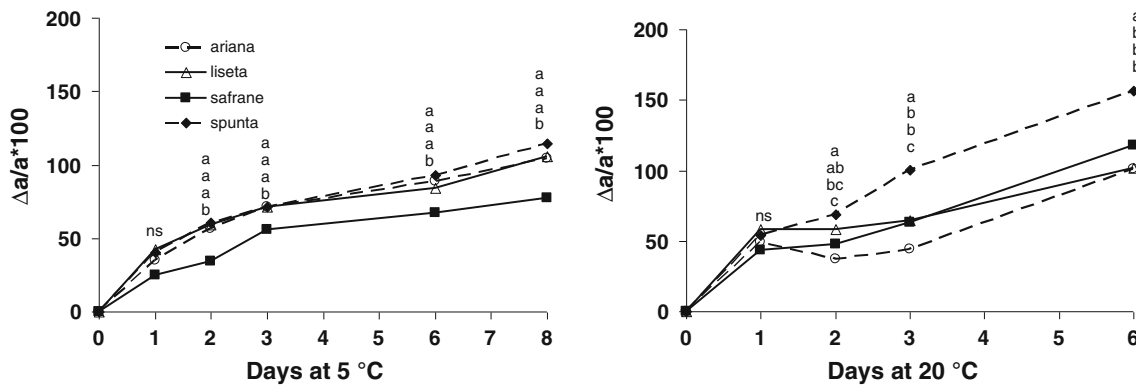 200
150
100
50
0
Δa/a*100
ariana
liseta
safrane
spunta
ns
a
a
a
b
a
a
a
b
a
a
a
b
a
a
a
b
0 1 2 3 4 5 6 7 8
Days at 5 °C
200
150
100
50
0
Δa/a*100
ns
a
ab
bc
c
a
b
b
c
a
b
b
b
0 1 2 3 4 5 6
Days at 20 °C